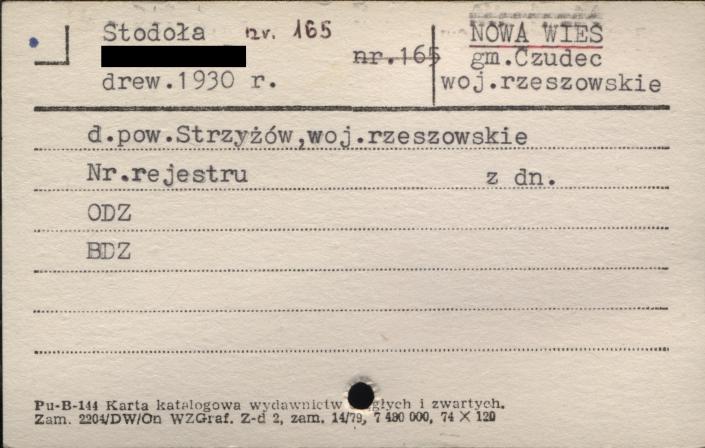 Stodoła nr. 165
nr.165
drew.1930 r.
NOWA WIEŚ
gm.Czudec
woj.rzeszowskie
d.pow.Strzyżów,woj.rzeszowskie
Nr.rejestru z dn.
ODZ
BDZ
Pu-B-144 Karta katalogowa wydawnictw i zwartych.
Zam. 2204/DW/On WZGraf. Z-d 2, zam. 14/79, 7 480 000, 74 X 120